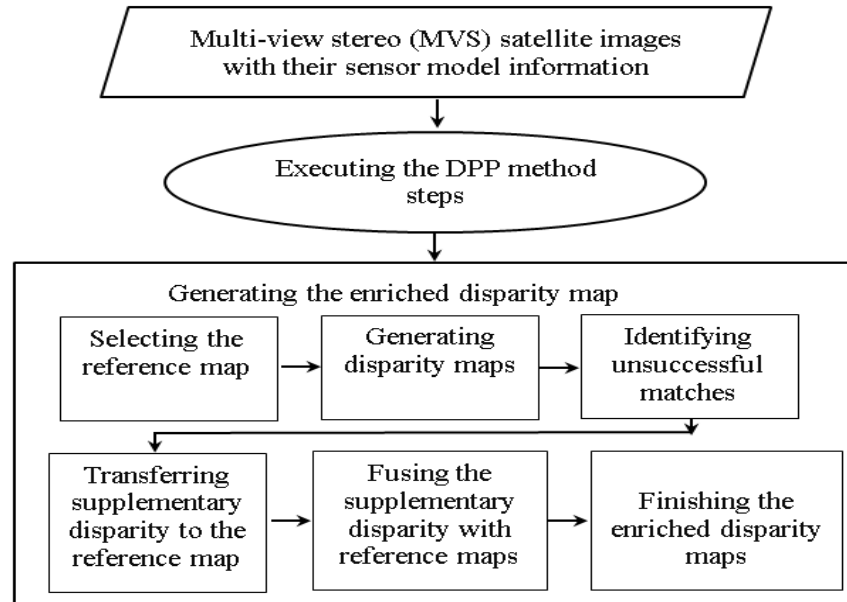 Multi-view stereo (MVS) satellite images
with their sensor model information
Executing the DPP method
steps
Generating the enriched disparity map
Selecting the
reference map
Generating
disparity maps
Identifying
unsuccessful
matches
Transferring
supplementary
disparity to the
reference map
Fusing the
supplementary
disparity with
reference maps
Finishing the
enriched disparity
maps